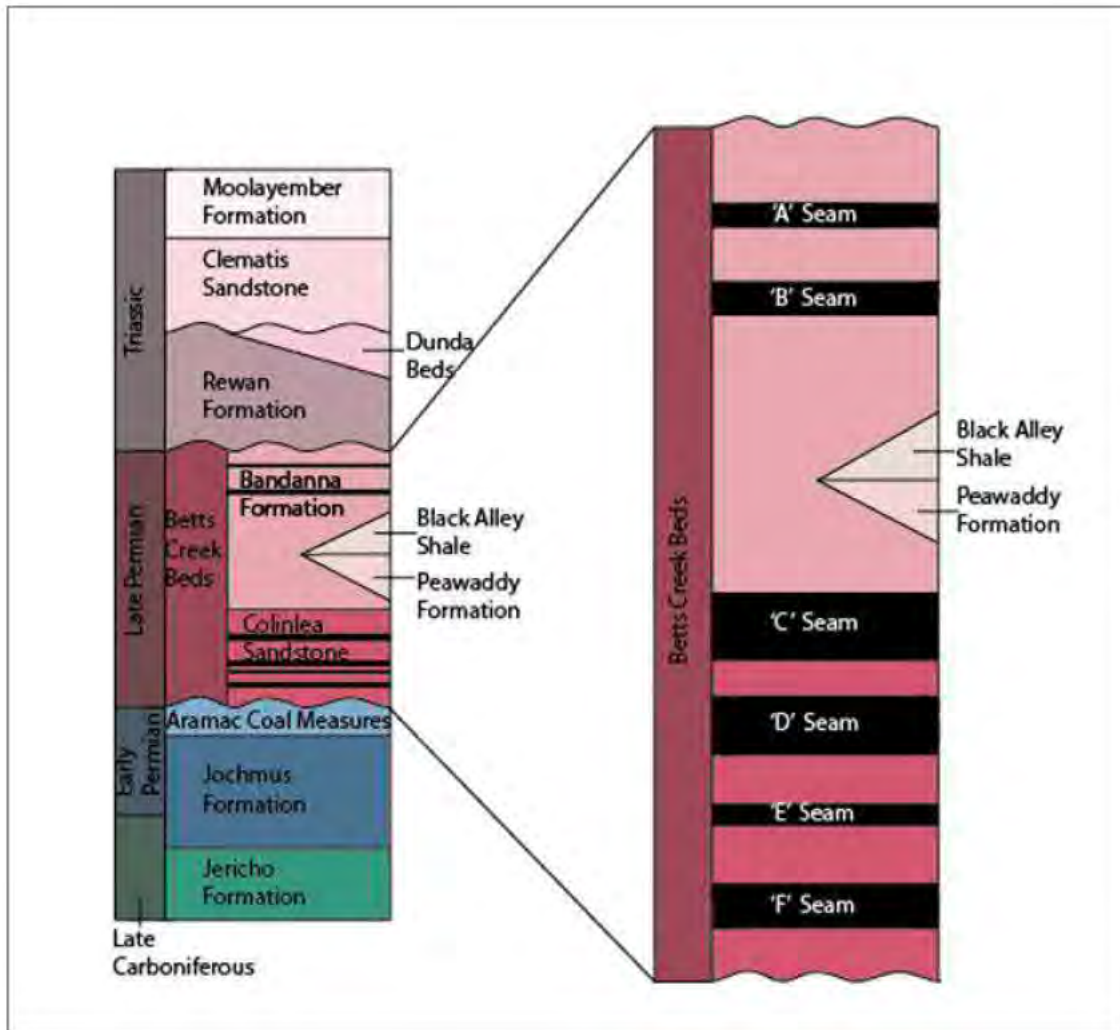 Triassic
Late Permian
Early
Permian
Late
Carboniferous
Moolayember
Formation
Clematis
Sandstone
Dunda
Beds
Rewan
Formation
Betts
Creek
Beds
Bandanna
Formation
Black Alley
Shale
Peawaddy
Formation
Colinlea
Sandstone
Aramac Coal Measures
Jochmus
Formation
Jericho
Formation
Betts Creek Beds
'A' Seam
'B' Seam
Black Alley
Shale
Peawaddy
Formation
'C' Seam
'D' Seam
'E' Seam
'F' Seam